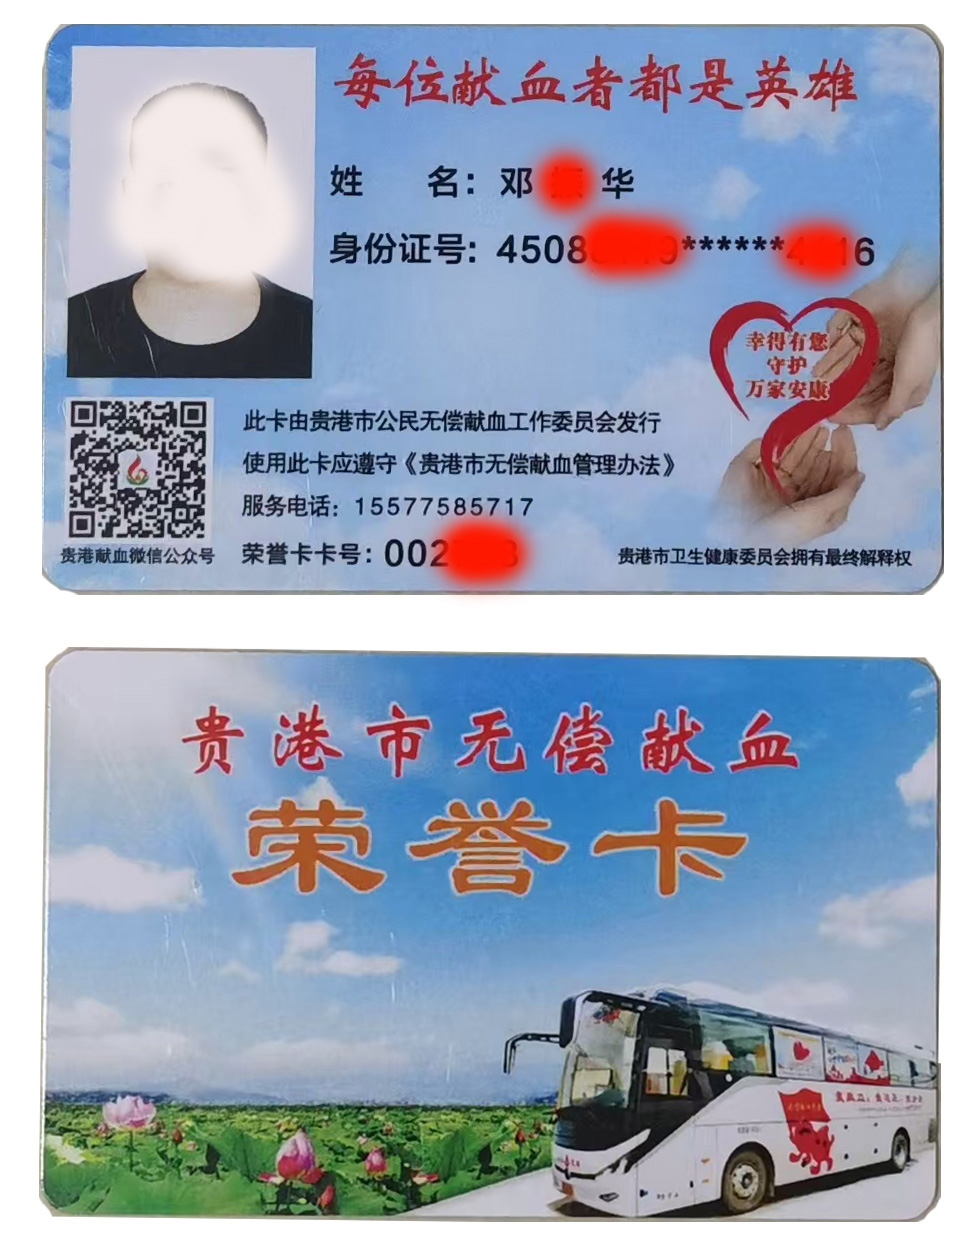 每位献血者都是英雄
姓 名：邓 华
身份证号：4508 9******4 16
幸得有您
守护
万家安康
此卡由贵港市公民无偿献血工作委员会发行
使用此卡应遵守《贵港市无偿献血管理办法》
服务电话：15577585717
贵港献血微信公众号
荣誉卡卡号：002
贵港市卫生健康委员会拥有最终解释权
贵港市无偿献血
荣誉卡